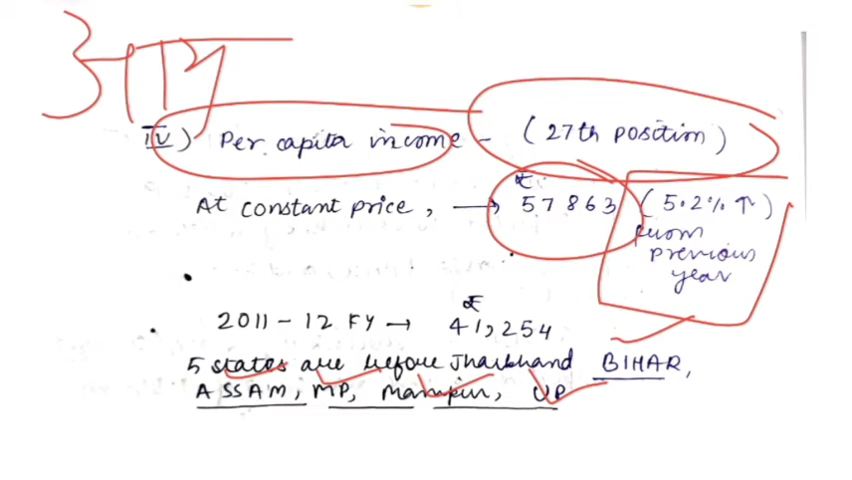 आय
IV) Per capita income - (27th position)
At constant price, → ₹ 57863 (5.2% ↑)
from
previous
year
2011-12 FY → ₹ 41,254
5 states are before Jharkhand BIHAR,
ASSAM, MP, Manipur, UP